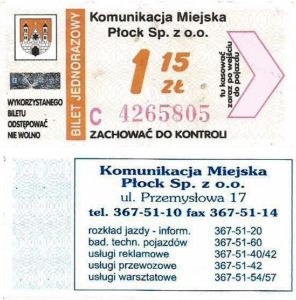 Komunikacja Miejska
Płock Sp. z o.o.
BILET JEDNORAZOWY
1 15
ZŁ
tu kasować
zaraz po wejściu
do pojazdu
WYKORZYSTANEGO
BILETU
ODSTĘPOWAĆ
NIE WOLNO
C 4265805
ZACHOWAĆ DO KONTROLI
Komunikacja Miejska
Płock Sp. z o.o.
ul. Przemysłowa 17
tel. 367-51-10 fax 367-51-14
rozkład jazdy - inform. 367-51-20
bad. techn. pojazdów 367-51-60
usługi reklamowe 367-51-40/42
usługi przewozowe 367-51-42
usługi warsztatowe 367-51-54/57